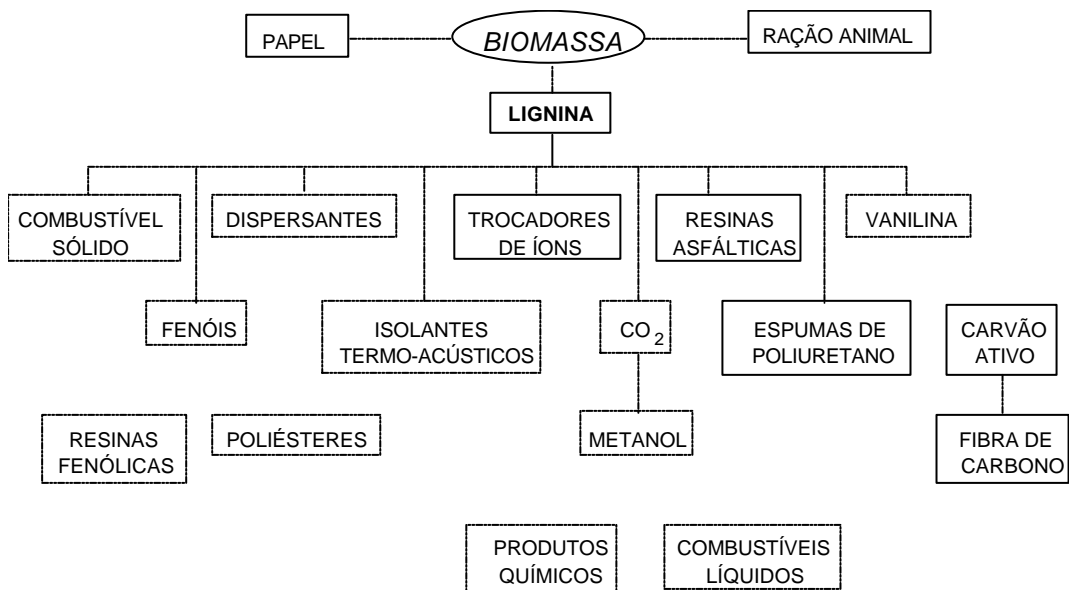 PAPEL
BIOMASSA
RAÇÃO ANIMAL
LIGNINA
COMBUSTÍVEL
SÓLIDO
DISPERSANTES
TROCADORES
DE ÍONS
RESINAS
ASFÁLTICAS
VANILINA
FENÓIS
ISOLANTES
TERMO-ACÚSTICOS
CO2
ESPUMAS DE
POLIURETANO
CARVÃO
ATIVO
RESINAS
FENÓLICAS
POLIÉSTERES
METANOL
FIBRA DE
CARBONO
PRODUTOS
QUÍMICOS
COMBUSTÍVEIS
LÍQUIDOS